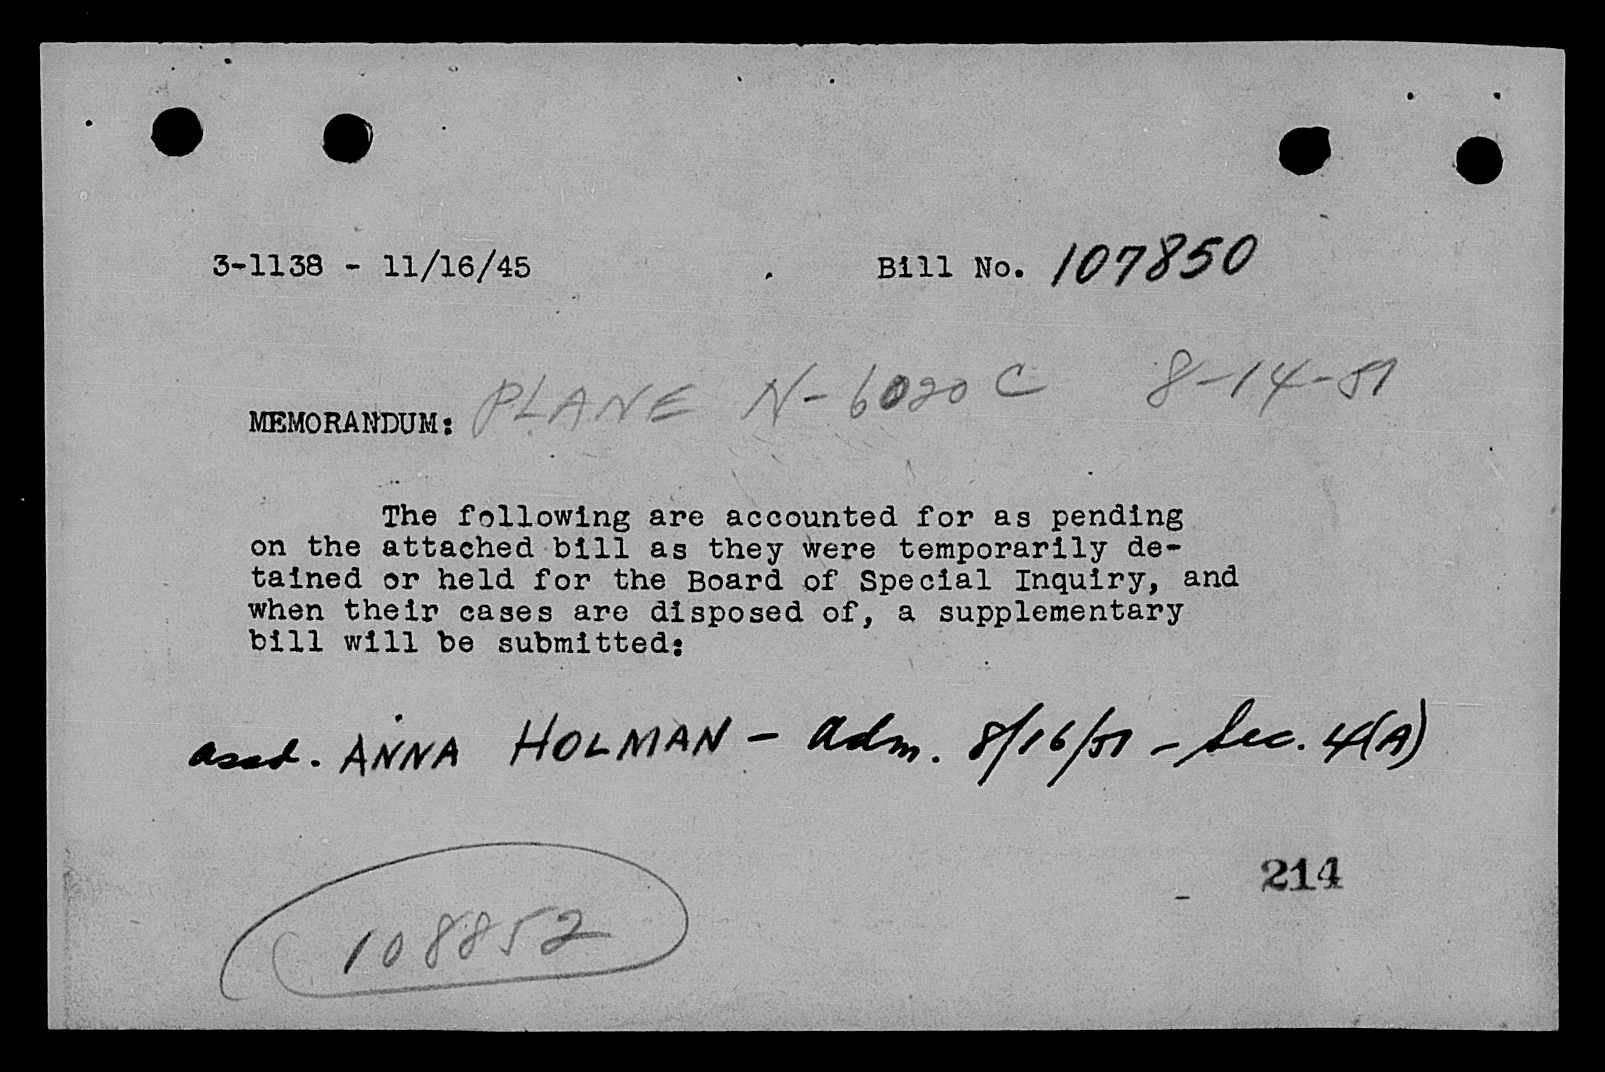 3-1138 - 11/16/45 Bill No. 107850
MEMORANDUM: PLANE N-6020C 8-14-51
The following are accounted for as pending
on the attached bill as they were temporarily de-
tained or held for the Board of Special Inquiry, and
when their cases are disposed of, a supplementary
bill will be submitted:
assd. ANNA HOLMAN - adm. 8/16/51 - Sec. 4(A)
214
108852